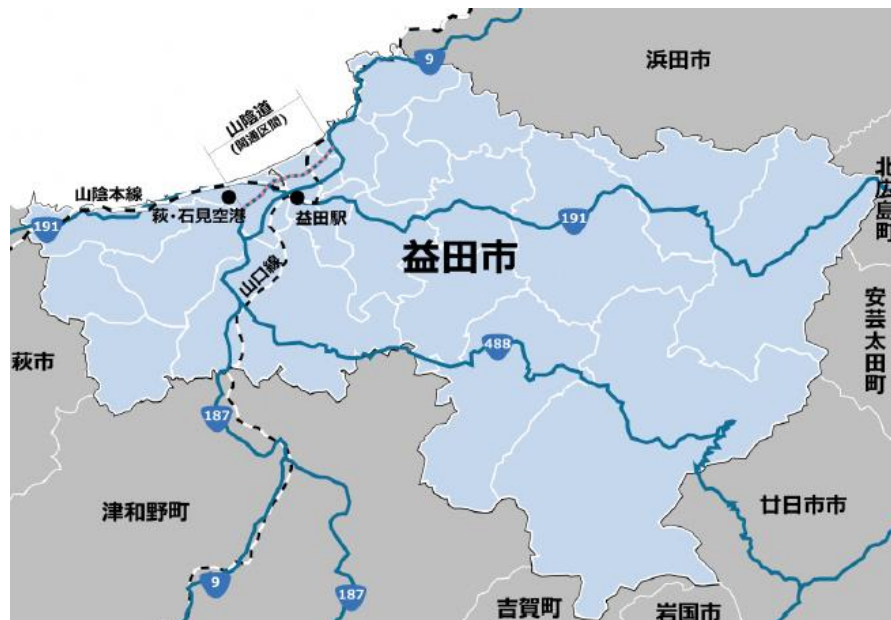 9
浜田市
山陰道
(開通区間)
北広島町
山陰本線
萩・石見空港
益田駅
191
191
益田市
山口線
安芸太田町
萩市
488
187
津和野町
廿日市市
9
187
吉賀町
岩国市